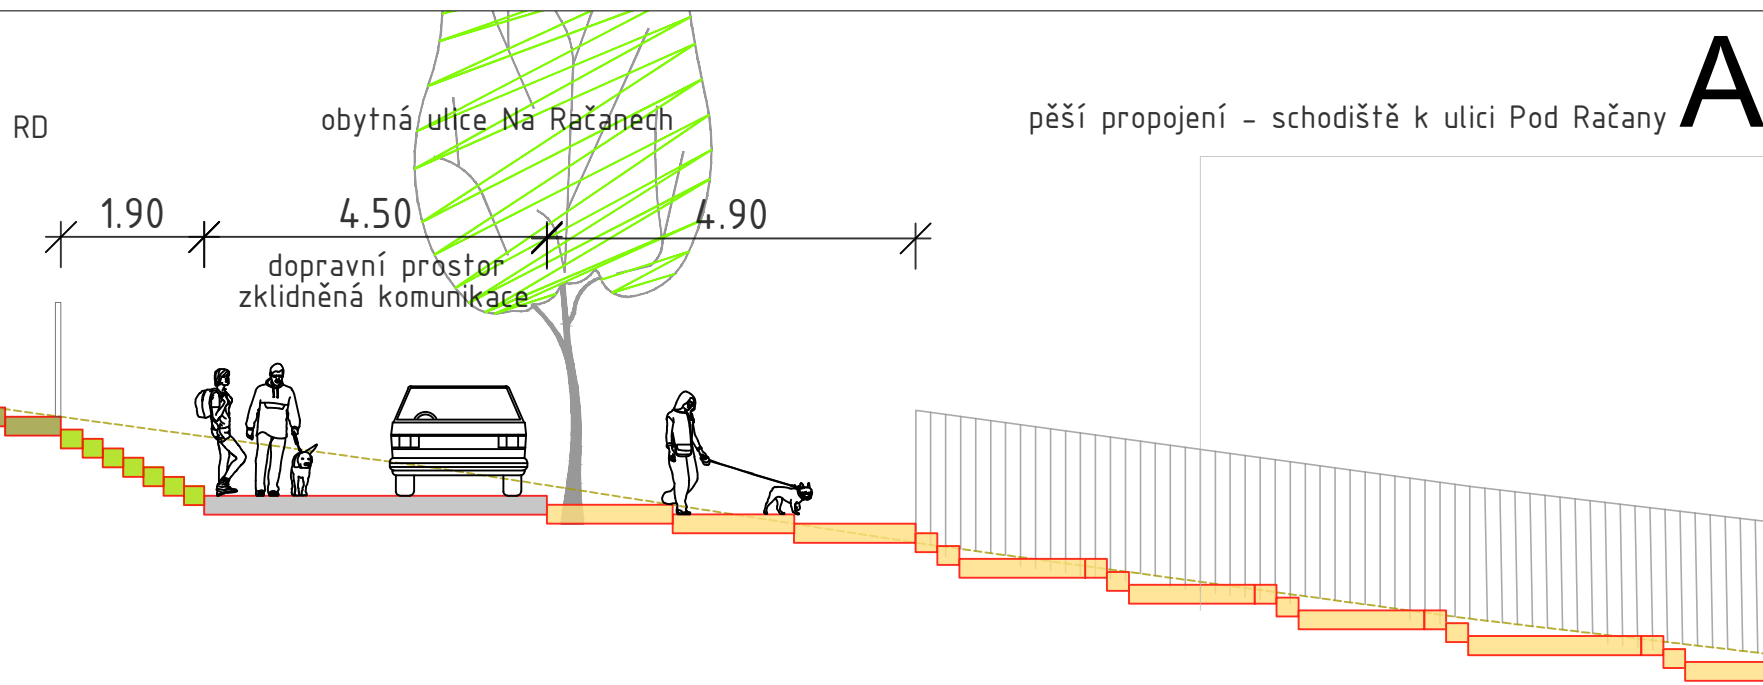 A
RD
obytná ulice Na Račanech
pěší propojení - schodiště k ulici Pod Račany
1.90
4.50
4.90
dopravní prostor
zklidněná komunikace